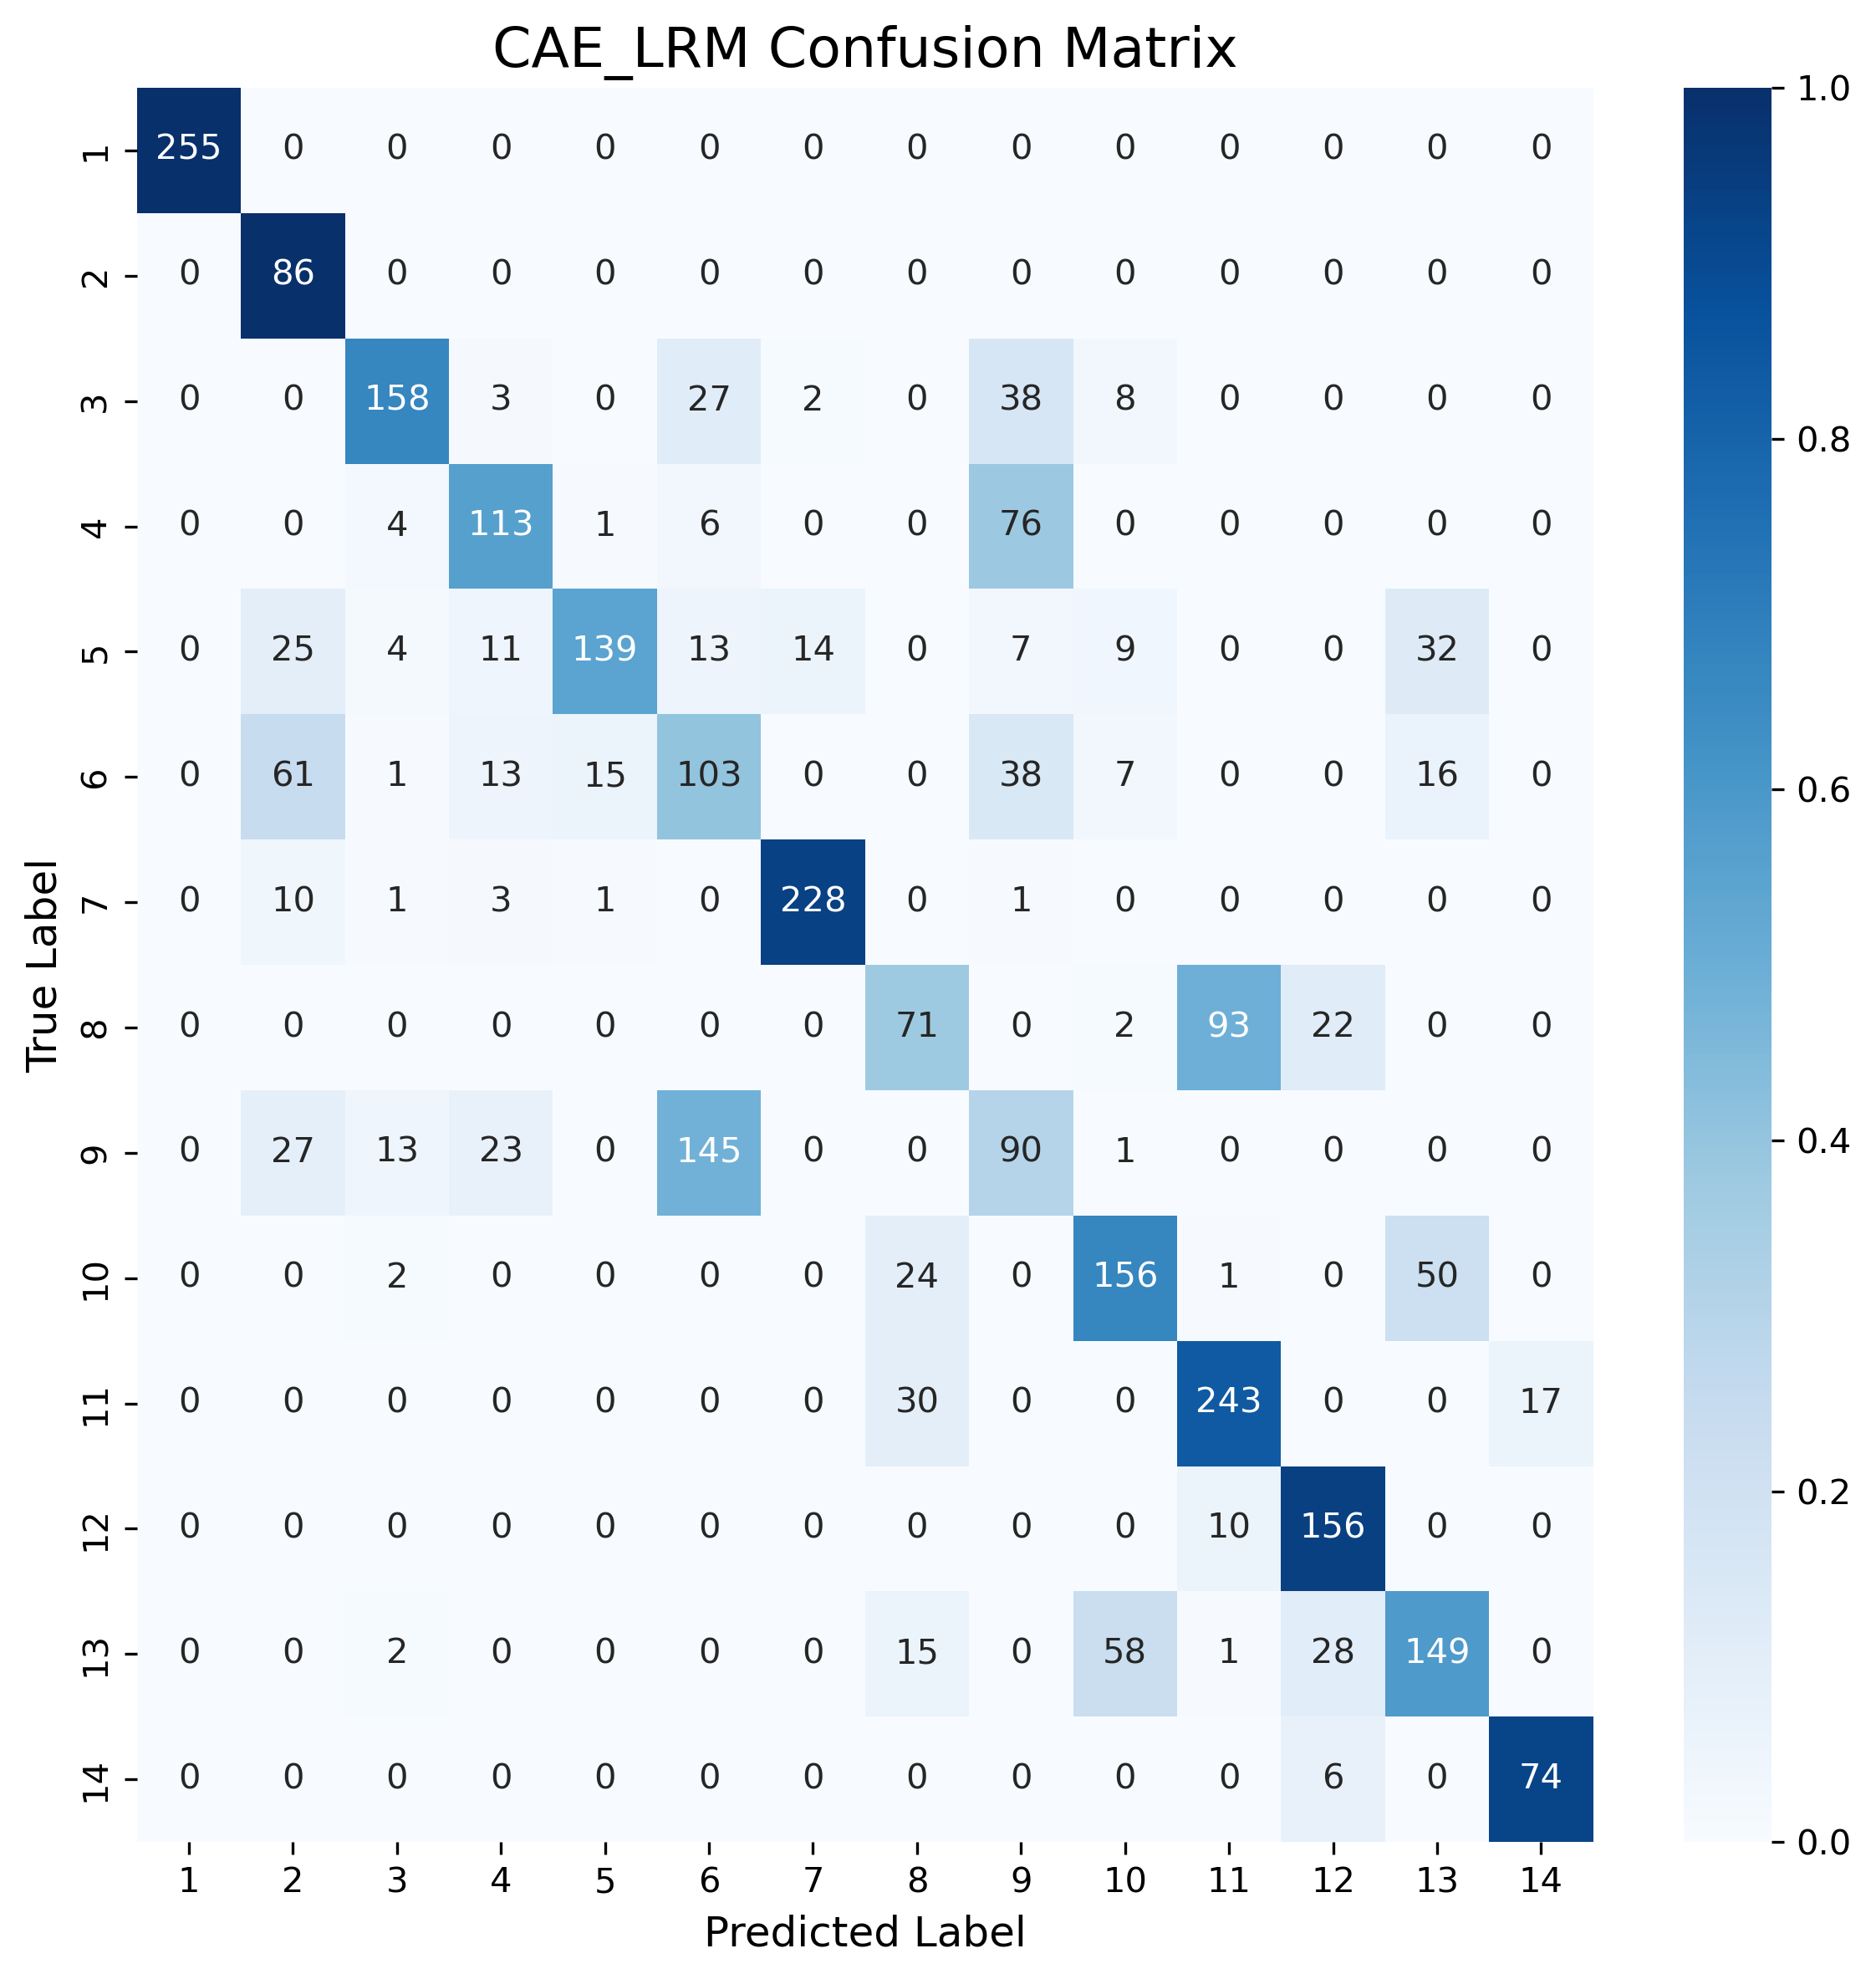 CAE_LRM Confusion Matrix
1 255 0 0 0 0 0 0 0 0 0 0 0 0 0
2 0 86 0 0 0 0 0 0 0 0 0 0 0 0
3 0 0 158 3 0 27 2 0 38 8 0 0 0 0
4 0 0 4 113 1 6 0 0 76 0 0 0 0 0
5 0 25 4 11 139 13 14 0 7 9 0 0 32 0
6 0 61 1 13 15 103 0 0 38 7 0 0 16 0
7 0 10 1 3 1 0 228 0 1 0 0 0 0 0
8 0 0 0 0 0 0 0 71 0 2 93 22 0 0
9 0 27 13 23 0 145 0 0 90 1 0 0 0 0
10 0 0 2 0 0 0 0 24 0 156 1 0 50 0
11 0 0 0 0 0 0 0 30 0 0 243 0 0 17
12 0 0 0 0 0 0 0 0 0 0 10 156 0 0
13 0 0 2 0 0 0 0 15 0 58 1 28 149 0
14 0 0 0 0 0 0 0 0 0 0 0 6 0 74
1 2 3 4 5 6 7 8 9 10 11 12 13 14
Predicted Label
True Label
1.0
0.8
0.6
0.4
0.2
0.0